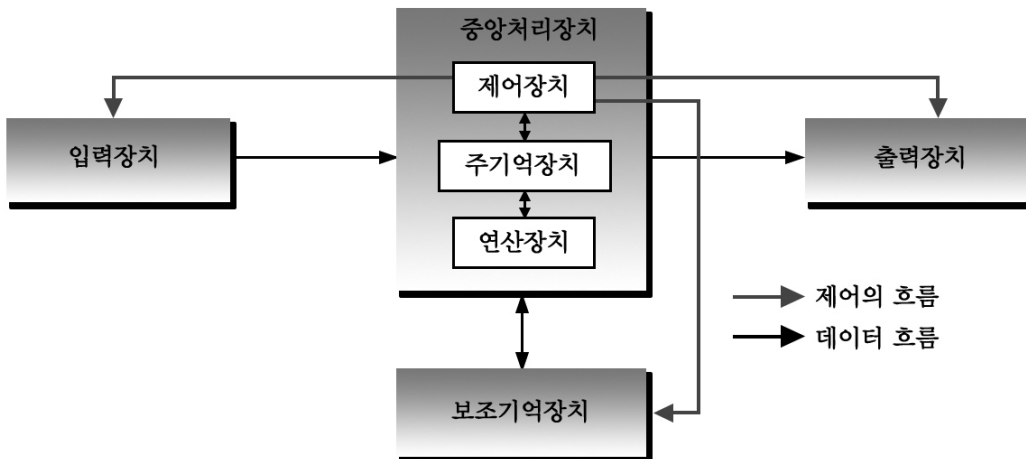 중앙처리장치
제어장치
입력장치
주기억장치
출력장치
연산장치
제어의 흐름
데이터 흐름
보조기억장치